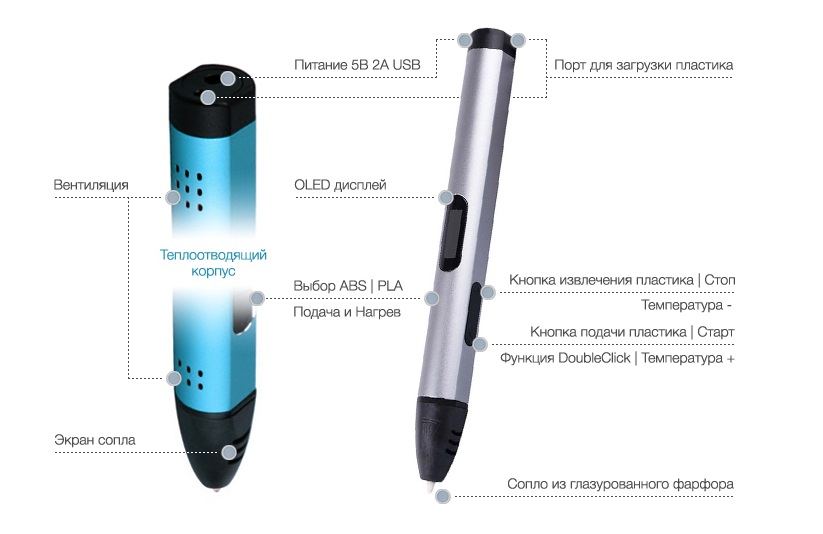 Питание 5В 2А USB
Порт для загрузки пластика
Вентиляция
OLED дисплей
Теплоотводящий
корпус
Выбор ABS | PLA
Подача и Нагрев
Кнопка извлечения пластика | Стоп
Температура -
Кнопка подачи пластика | Старт
Функция DoubleClick | Температура +
Экран сопла
Сопло из глазурованного фарфора